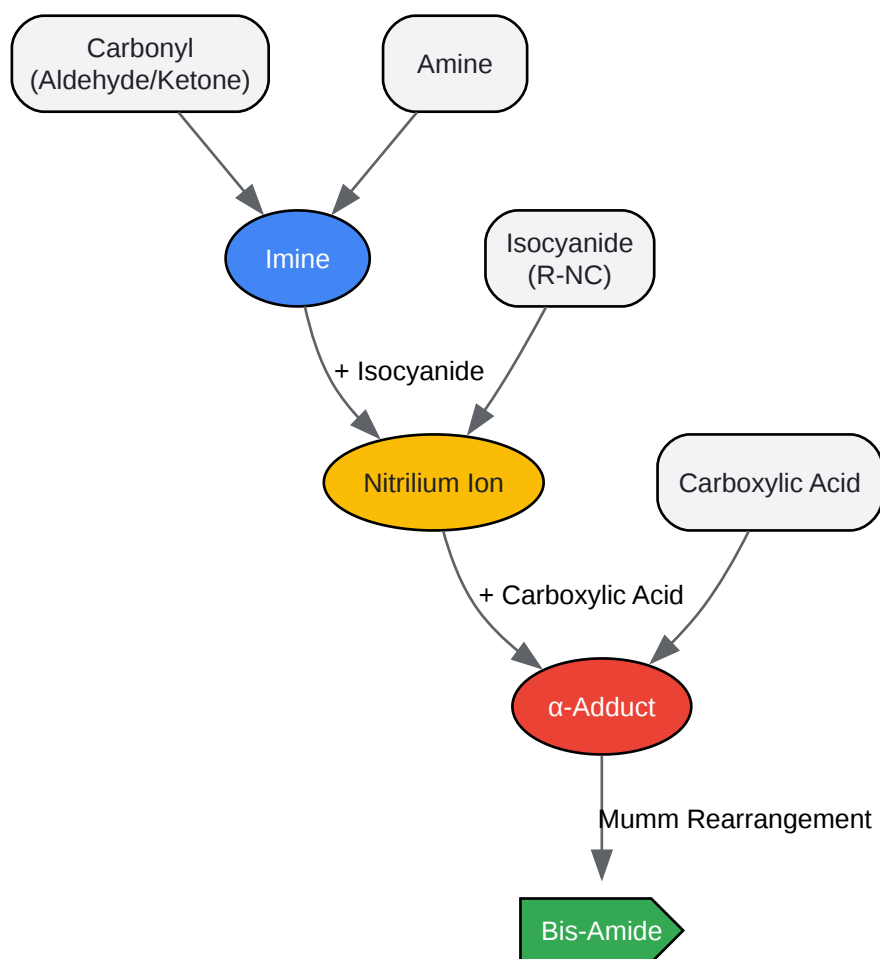 Carbonyl
(Aldehyde/Ketone)
Amine
Imine
Isocyanide
(R-NC)
+ Isocyanide
Nitrilium Ion
Carboxylic Acid
+ Carboxylic Acid
α-Adduct
Mumm Rearrangement
Bis-Amide